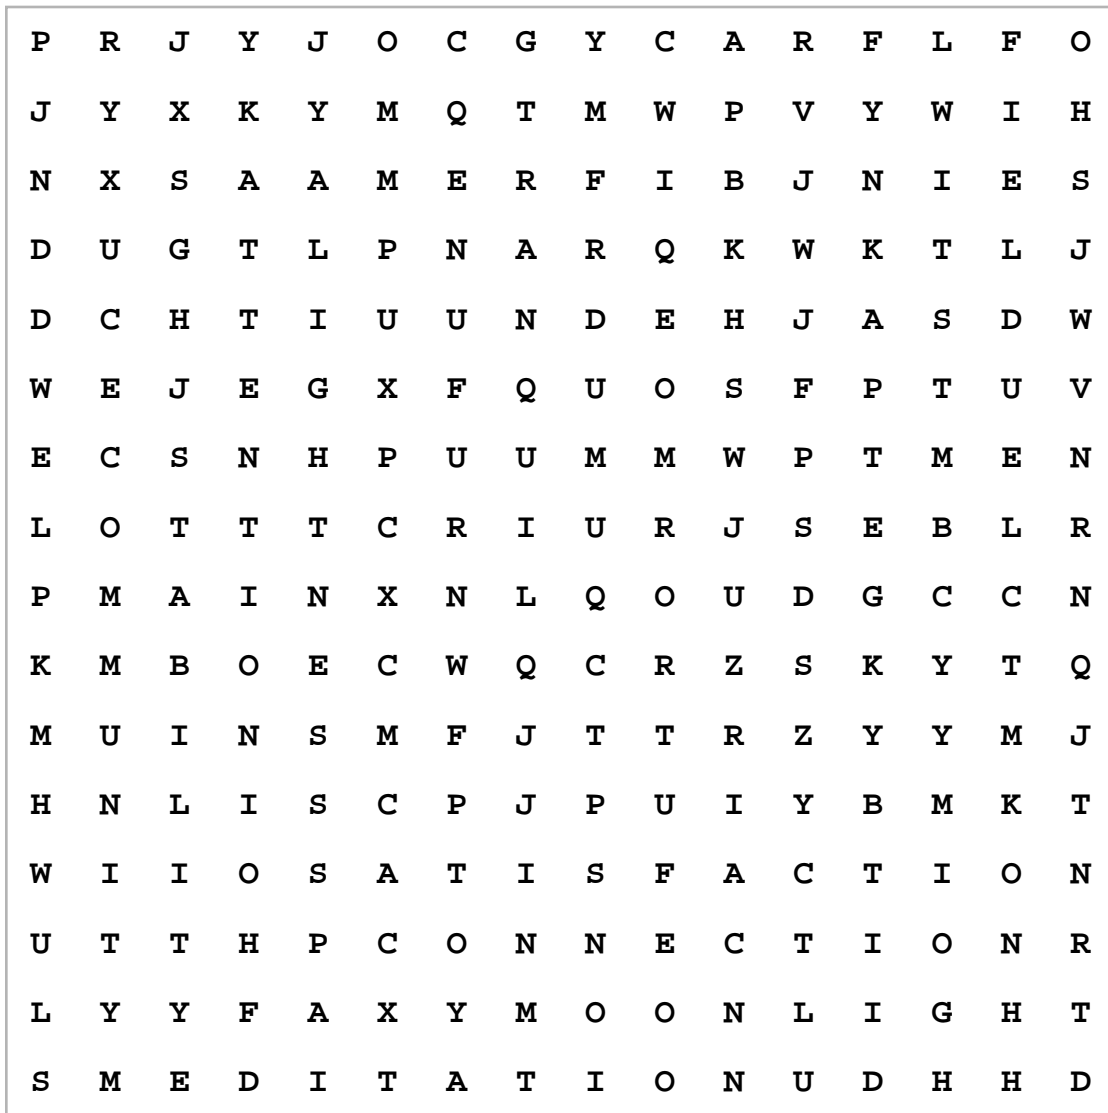 P R J Y J O C G Y C A R F L F O
J Y X K Y M Q T M W P V Y W I H
N X S A A M E R F I B J N I E S
D U G T L P N A R Q K W K T L J
D C H T I U U N D E H J A S D W
W E J E G X F Q U O S F P T U V
E C S N H P U U M M W P T M E N
L O T T T C R I U R J S E B L R
P M A I N X N L Q O U D G C C N
K M B O E C W Q C R Z S K Y T Q
M U I N S M F J T T R Z Y Y M J
H N L I S C P J P U I Y B M K T
W I I O S A T I S F A C T I O N
U T T H P C O N N E C T I O N R
L Y Y F A X Y M O O N L I G H T
S M E D I T A T I O N U D H H D